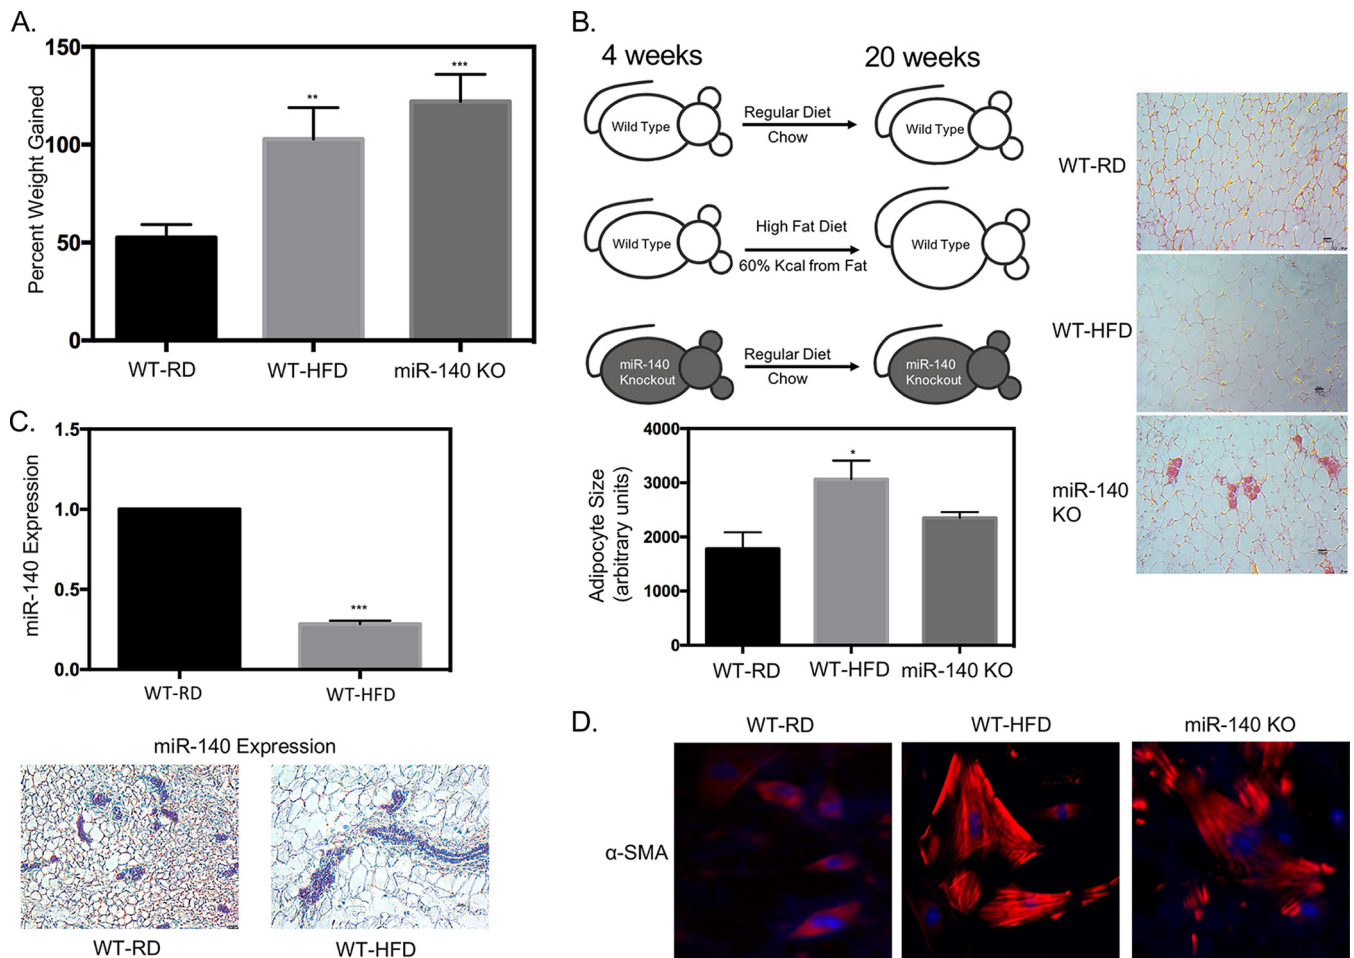 A.
Percent Weight Gained
150
100
50
0
**
***
WT-RD
WT-HFD
miR-140 KO
B.
4 weeks
20 weeks
Wild Type
Regular Diet
Chow
Wild Type
Wild Type
High Fat Diet
60% Kcal from Fat
Wild Type
miR-140
Knockout
Regular Diet
Chow
miR-140
Knockout
WT-RD
WT-HFD
miR-140
KO
Adipocyte Size
(arbitrary units)
4000
3000
2000
1000
0
*
WT-RD
WT-HFD
miR-140 KO
C.
miR-140 Expression
1.5
1.0
0.5
0.0
***
WT-RD
WT-HFD
miR-140 Expression
WT-RD
WT-HFD
D.
WT-RD
WT-HFD
miR-140 KO
α-SMA